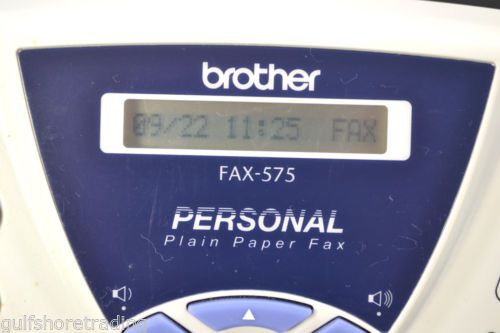 brother
09/22 11:25 FAX
FAX-575
PERSONAL
Plain Paper Fax
gulfshoretrading